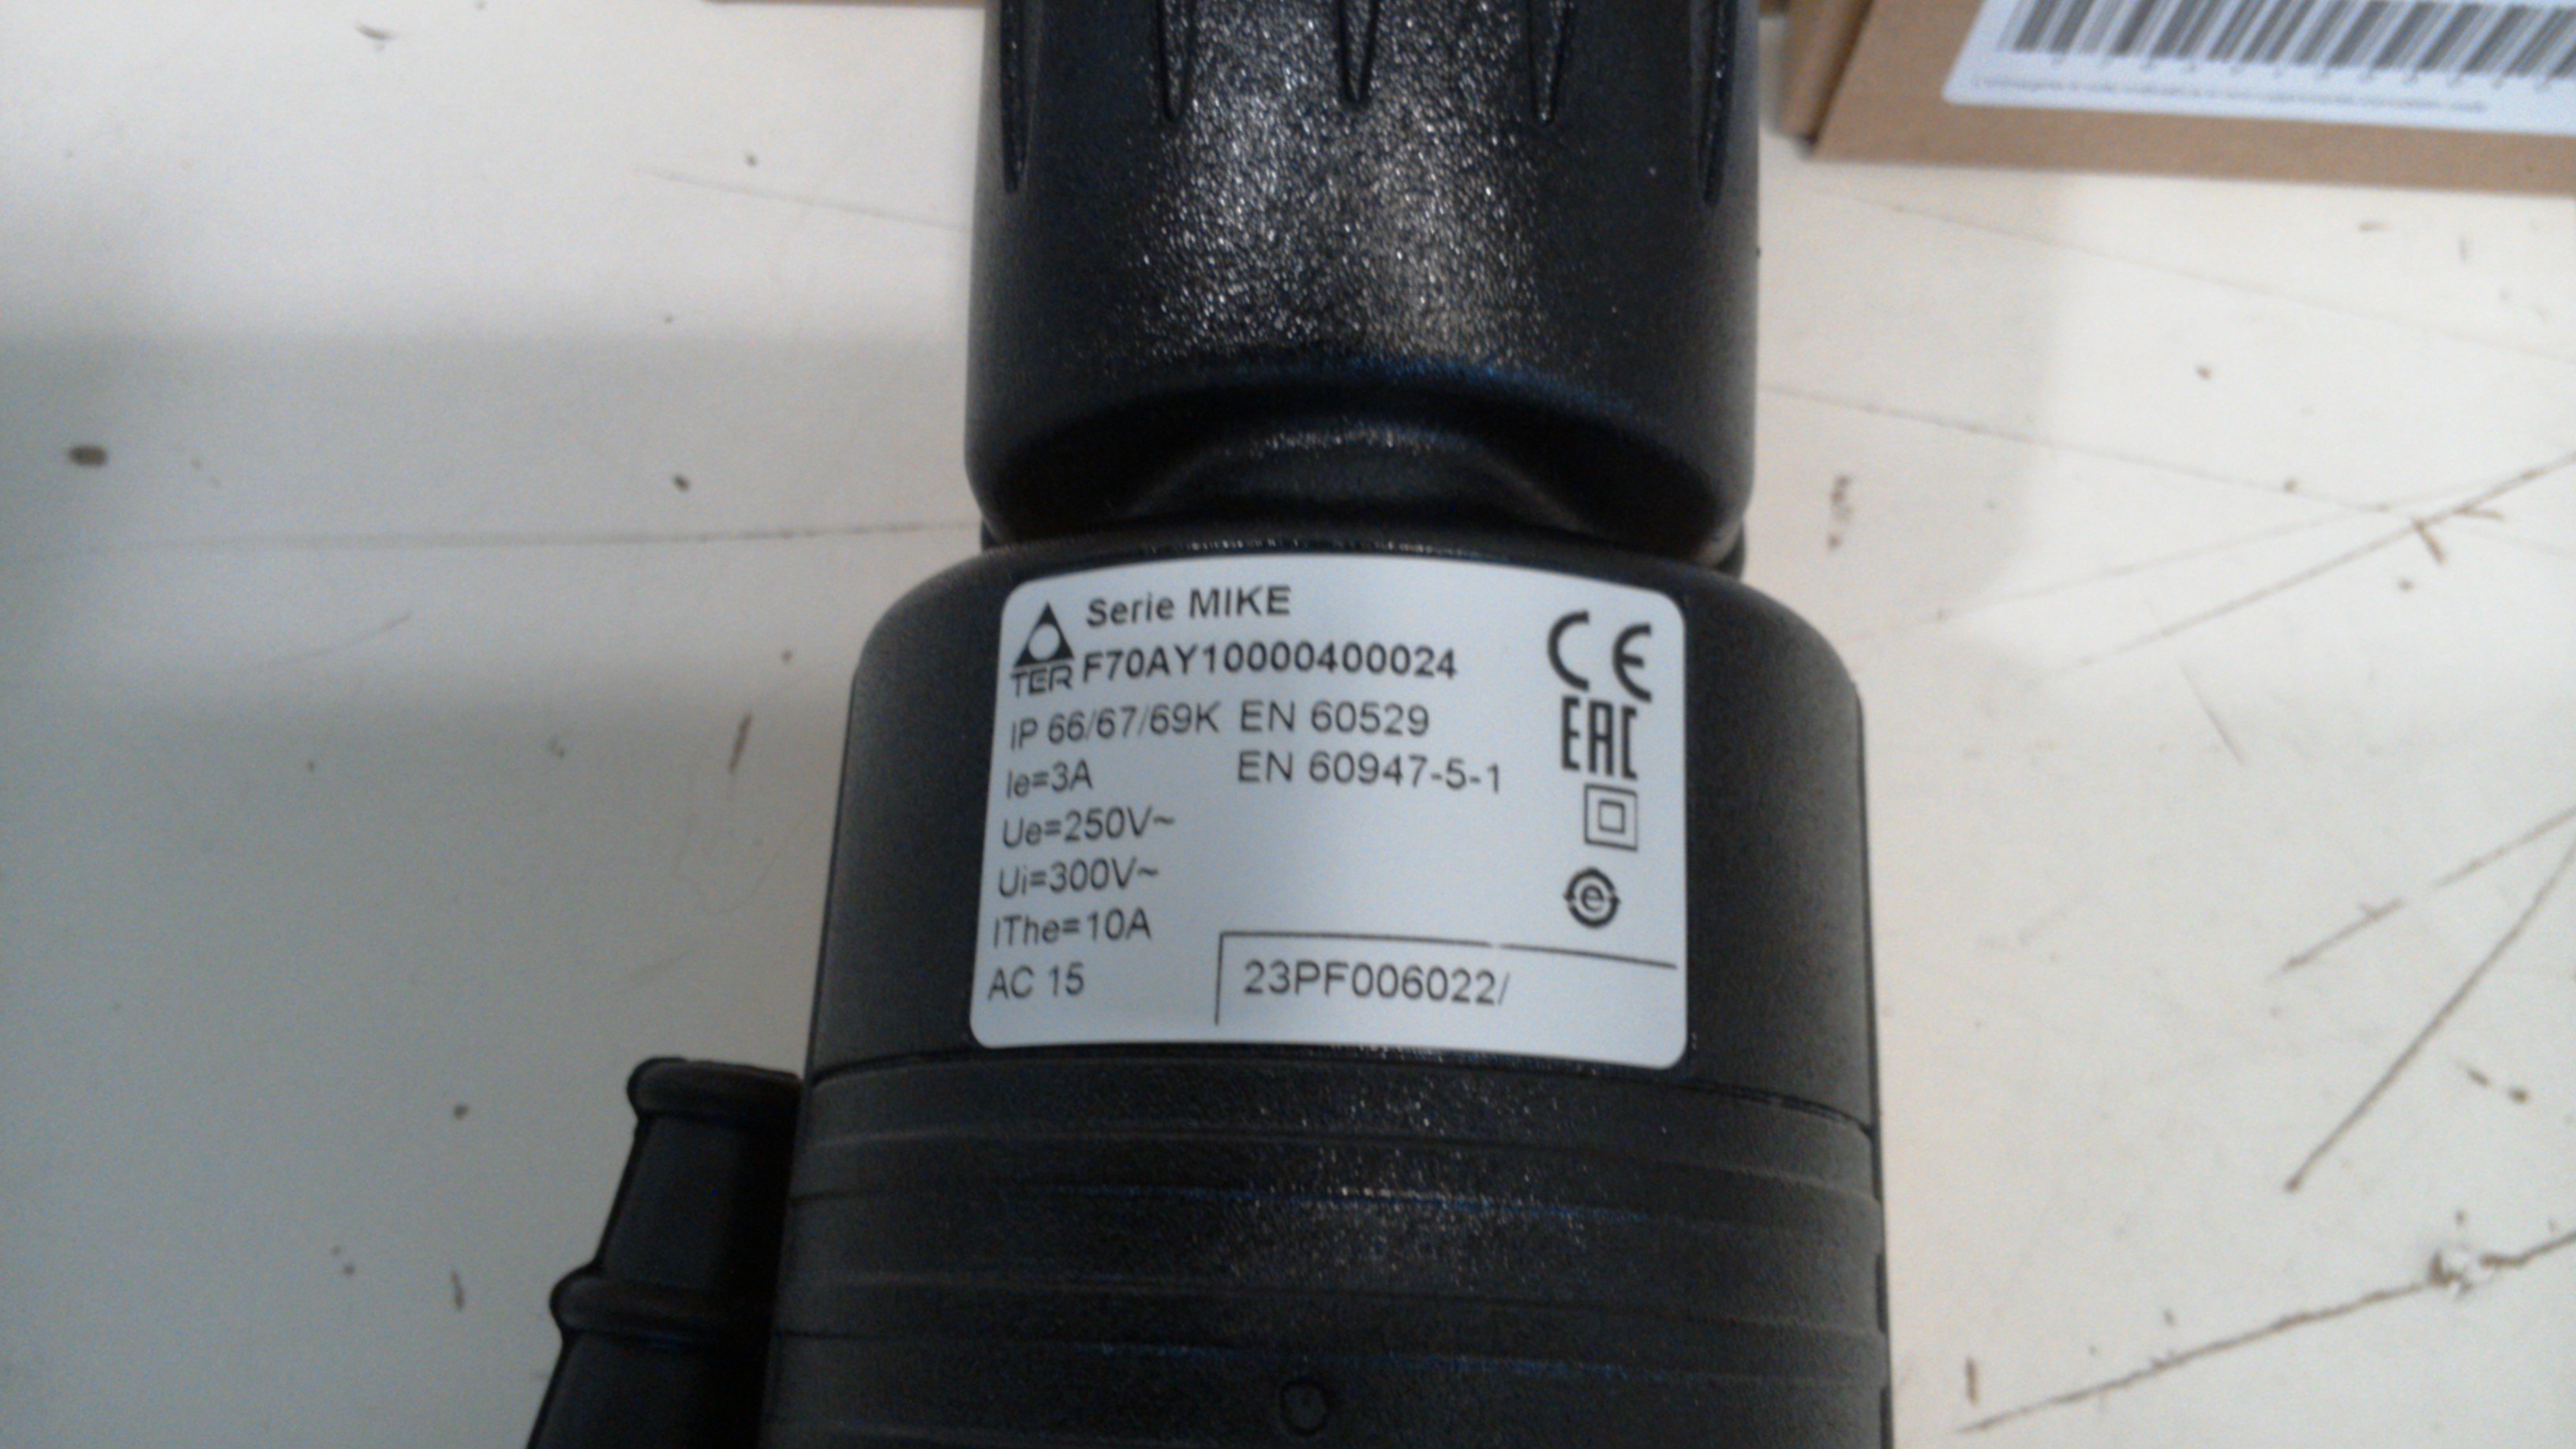 Serie MIKE
TER F70AY10000400024
IP 66/67/69K EN 60529
Ie=3A EN 60947-5-1
Ue=250V~
Ui=300V~
IThe=10A
AC 15
23PF006022/
CE
EAC
e